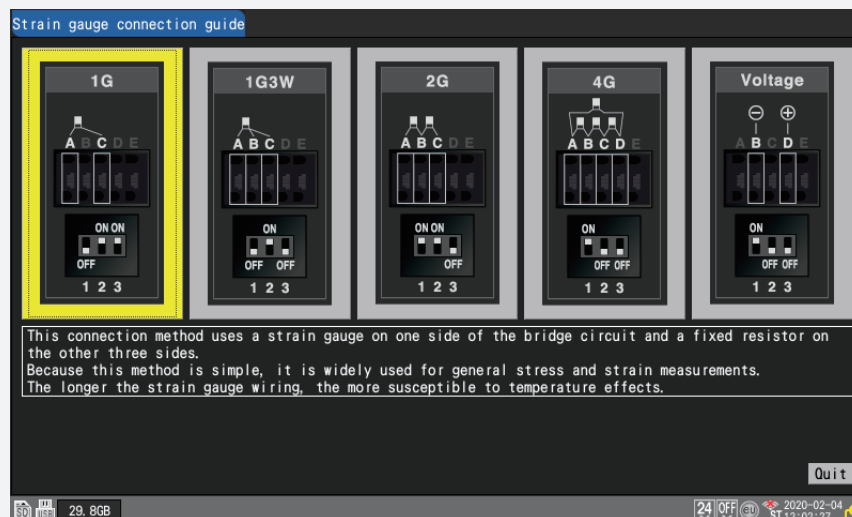 Strain gauge connection guide
1G
A B C D E
ON ON
OFF
1 2 3
1G3W
A B C D E
ON
OFF OFF
1 2 3
2G
A B C D E
ON ON
OFF
1 2 3
4G
A B C D E
ON
OFF OFF
1 2 3
Voltage
A B C D E
ON
OFF OFF
1 2 3
This connection method uses a strain gauge on one side of the bridge circuit and a fixed resistor on
the other three sides.
Because this method is simple, it is widely used for general stress and strain measurements.
The longer the strain gauge wiring, the more susceptible to temperature effects.
Quit
SD USB 29.8GB
24 OFF eu ST 2020-02-04